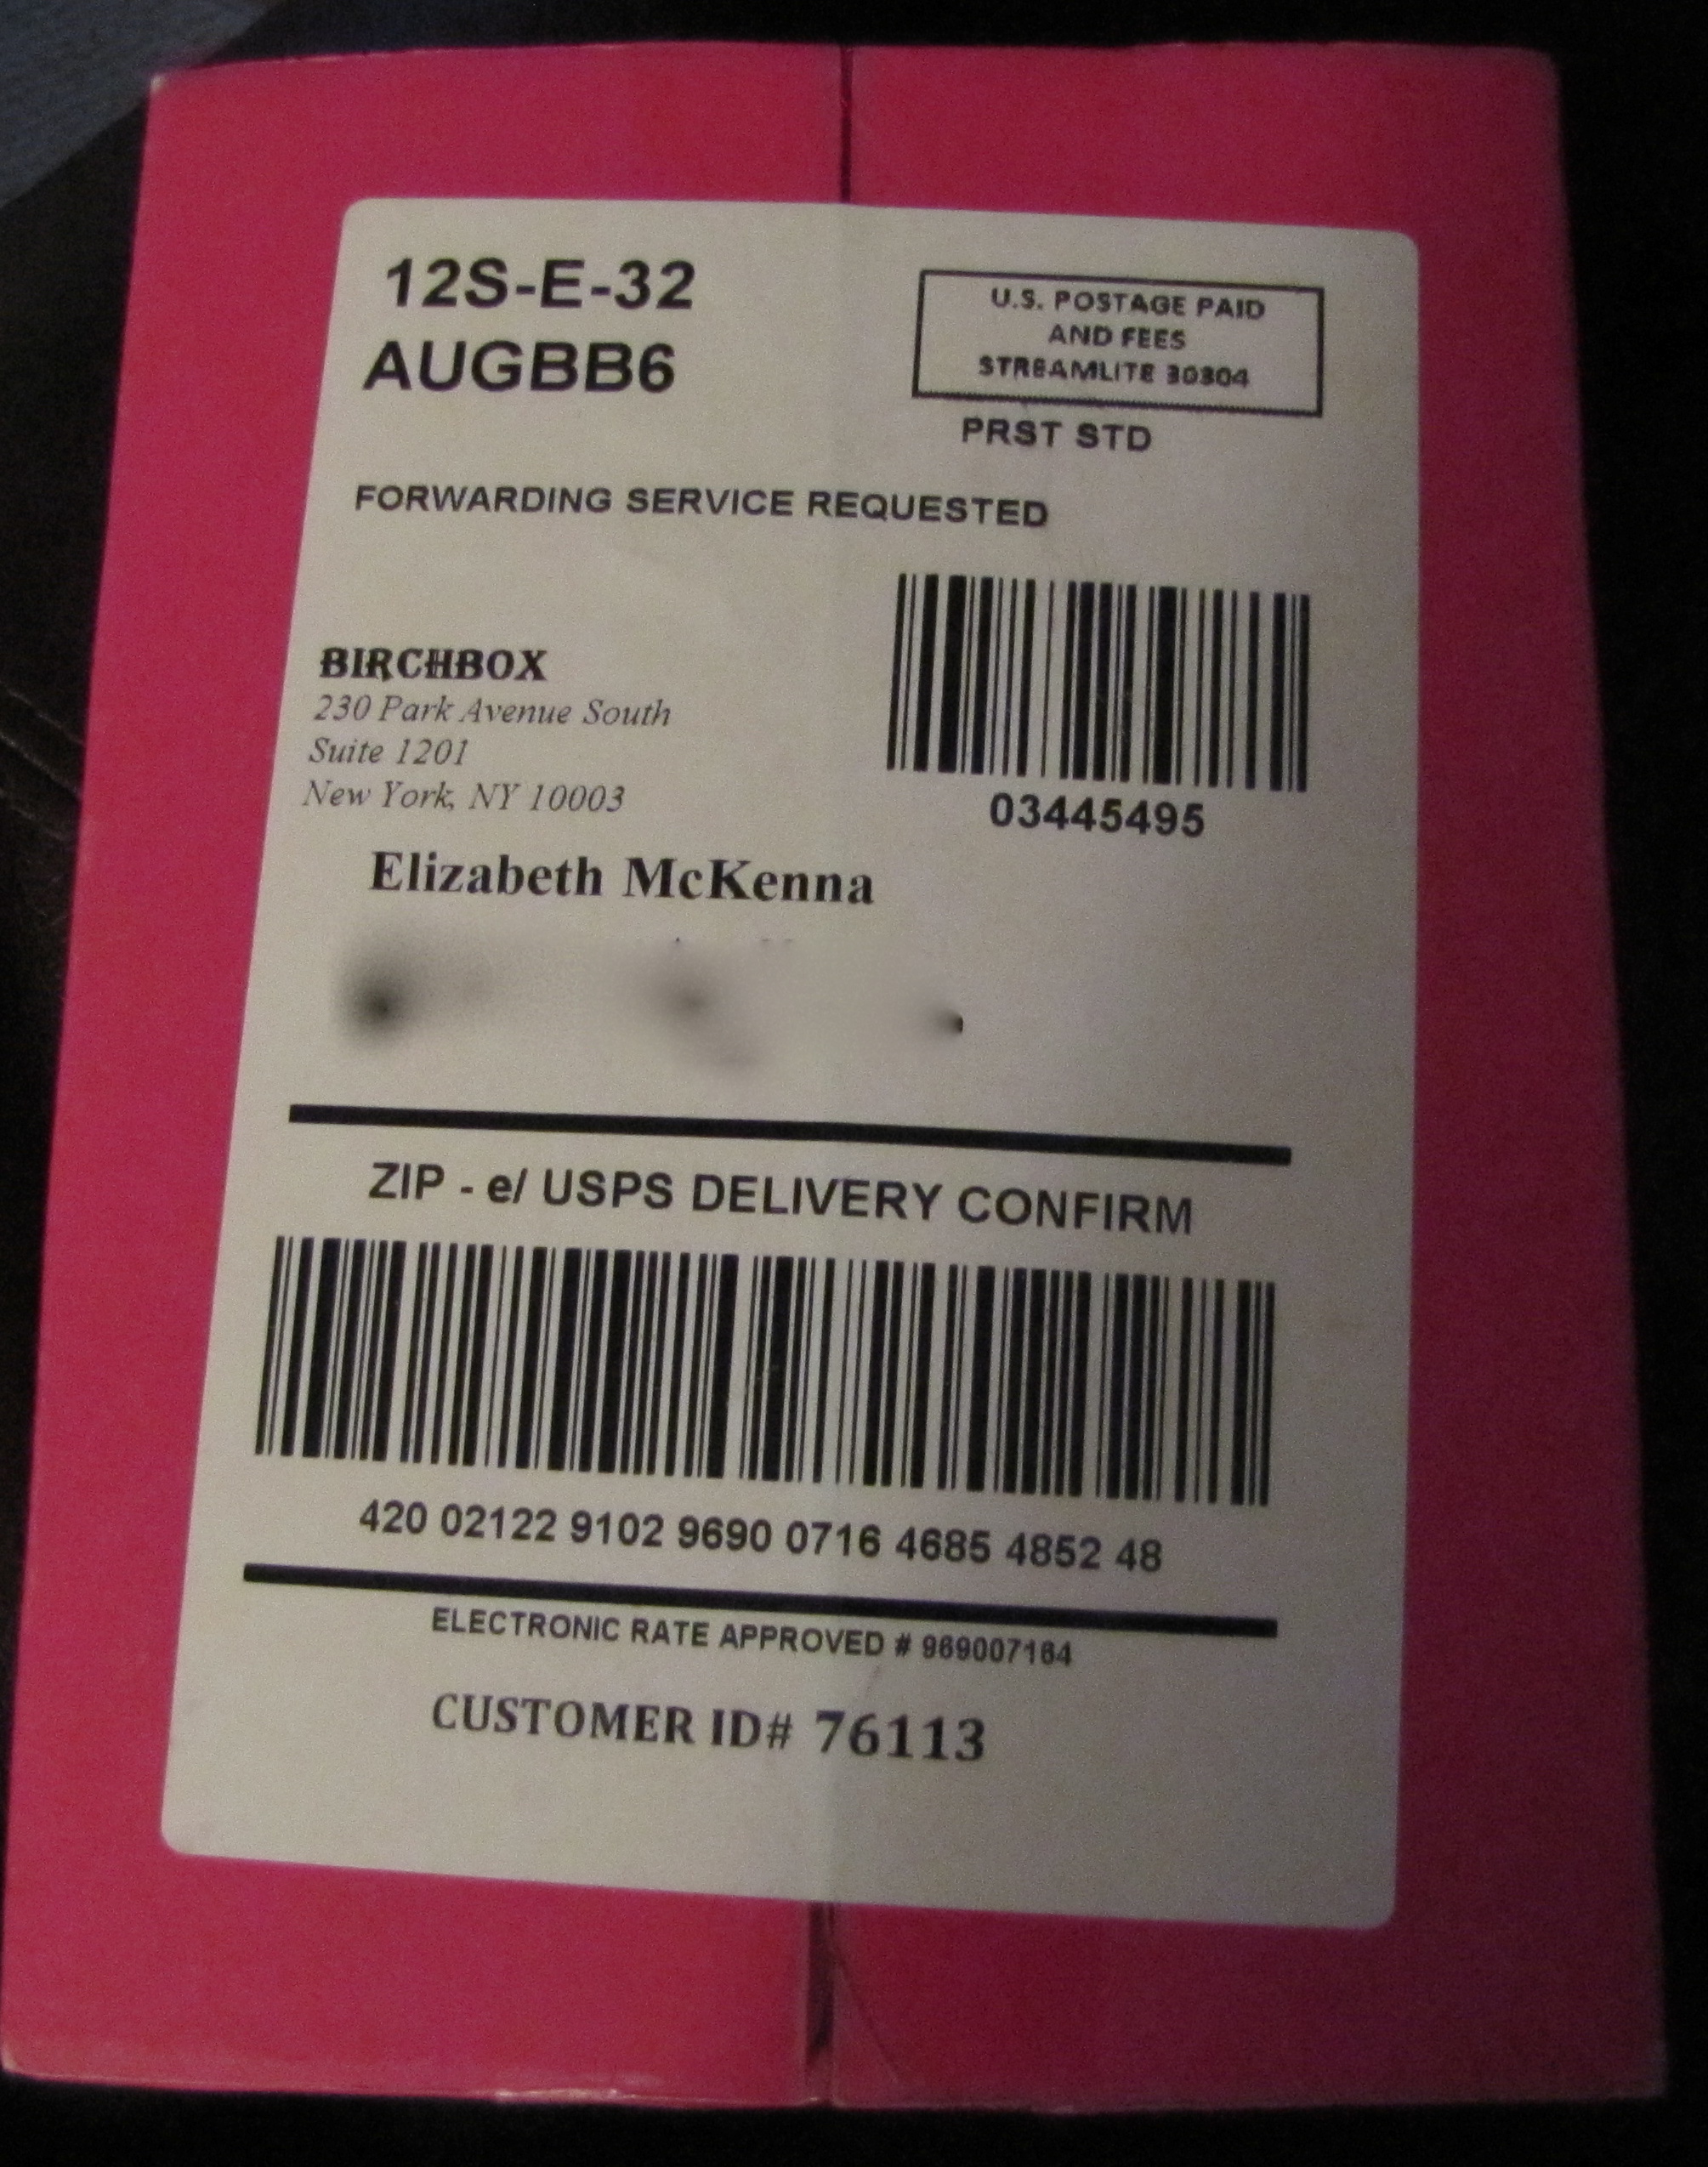 12S-E-32
AUGBB6
U.S. POSTAGE PAID
AND FEES
STREAMLITE 30304
PRST STD
FORWARDING SERVICE REQUESTED
BIRCHBOX
230 Park Avenue South
Suite 1201
New York, NY 10003
03445495
Elizabeth McKenna
ZIP - e/ USPS DELIVERY CONFIRM
420 02122 9102 9690 0716 4685 4852 48
ELECTRONIC RATE APPROVED # 969007164
CUSTOMER ID# 76113